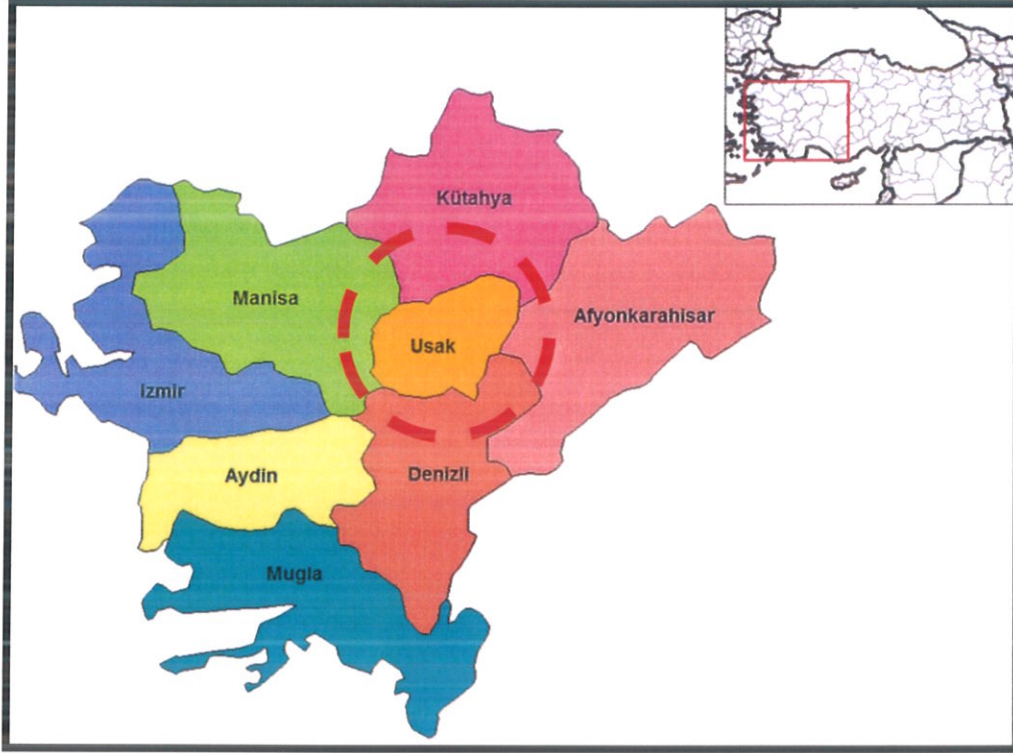 Kütahya
Manisa
Afyonkarahisar
Usak
Izmir
Aydin
Denizli
Mugla